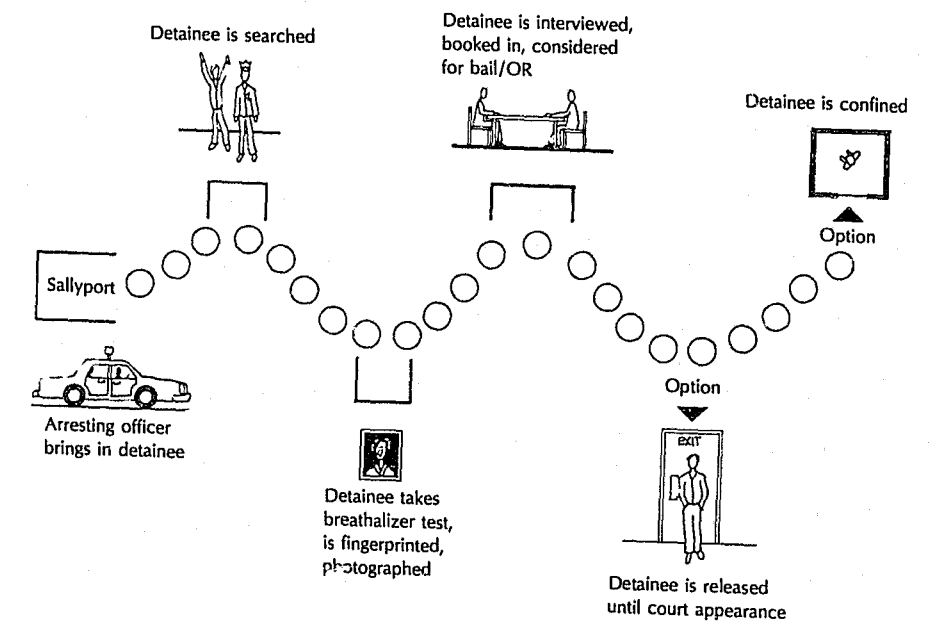 Detainee is searched
Detainee is interviewed,
booked in, considered
for bail/OR
Detainee is confined
Option
Sallyport
Arresting officer
brings in detainee
Detainee takes
breathalizer test,
is fingerprinted,
photographed
Option
EXIT
Detainee is released
until court appearance